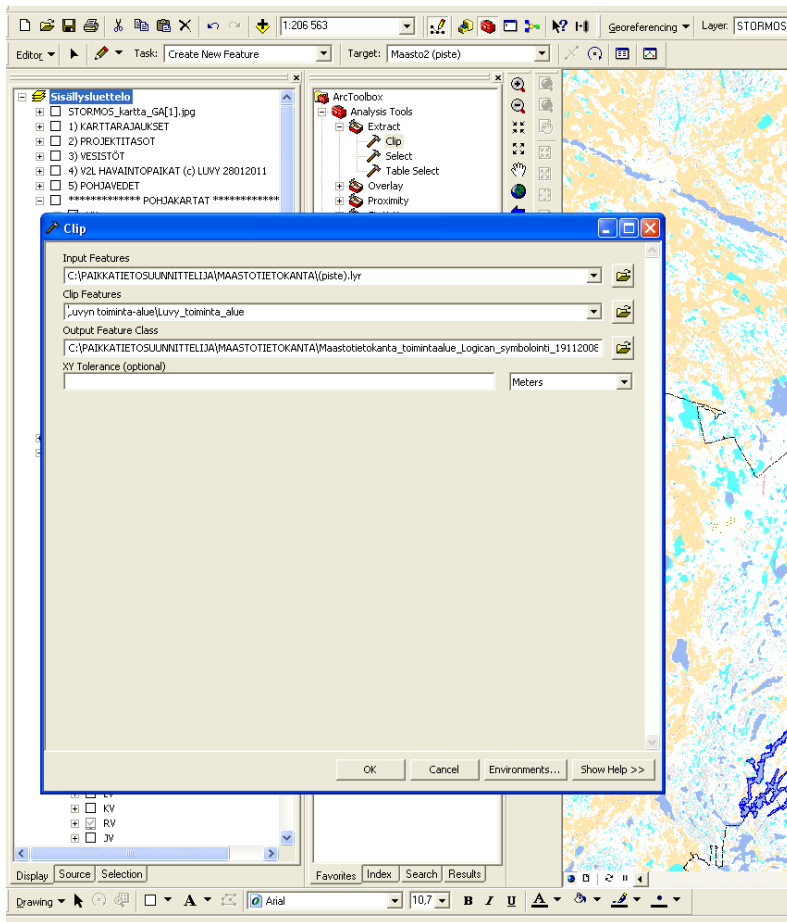 1:206 563
Georeferencing
Layer:
STORMOS
Editor
Task:
Create New Feature
Target:
Maasto2 (piste)
Sisällysluettelo
STORMOS_kartta_GA[1].jpg
1) KARTTARAJAUKSET
2) PROJEKTITASOT
3) VESISTÖT
4) V2L HAVAINTOPAIKAT (c) LUVY 28012011
5) POHJAVEDET
************** POHJAKARTAT *************
ArcToolbox
Analysis Tools
Extract
Clip
Select
Table Select
Overlay
Proximity
Clip
Input Features
C:\PAIKKATIETOSUUNNITTELIJA\MAASTOTIETOKANTA\(piste).lyr
Clip Features
.uvyn toiminta-alue\Luvy_toiminta_alue
Output Feature Class
C:\PAIKKATIETOSUUNNITTELIJA\MAASTOTIETOKANTA\Maastotietokanta_toimintaalue_Logican_symbolointi_19112008
XY Tolerance (optional)
Meters
OK
Cancel
Environments...
Show Help >>
KV
RV
JV
Display
Source
Selection
Favorites
Index
Search
Results
Drawing
A
Arial
10,7
B
I
U
A